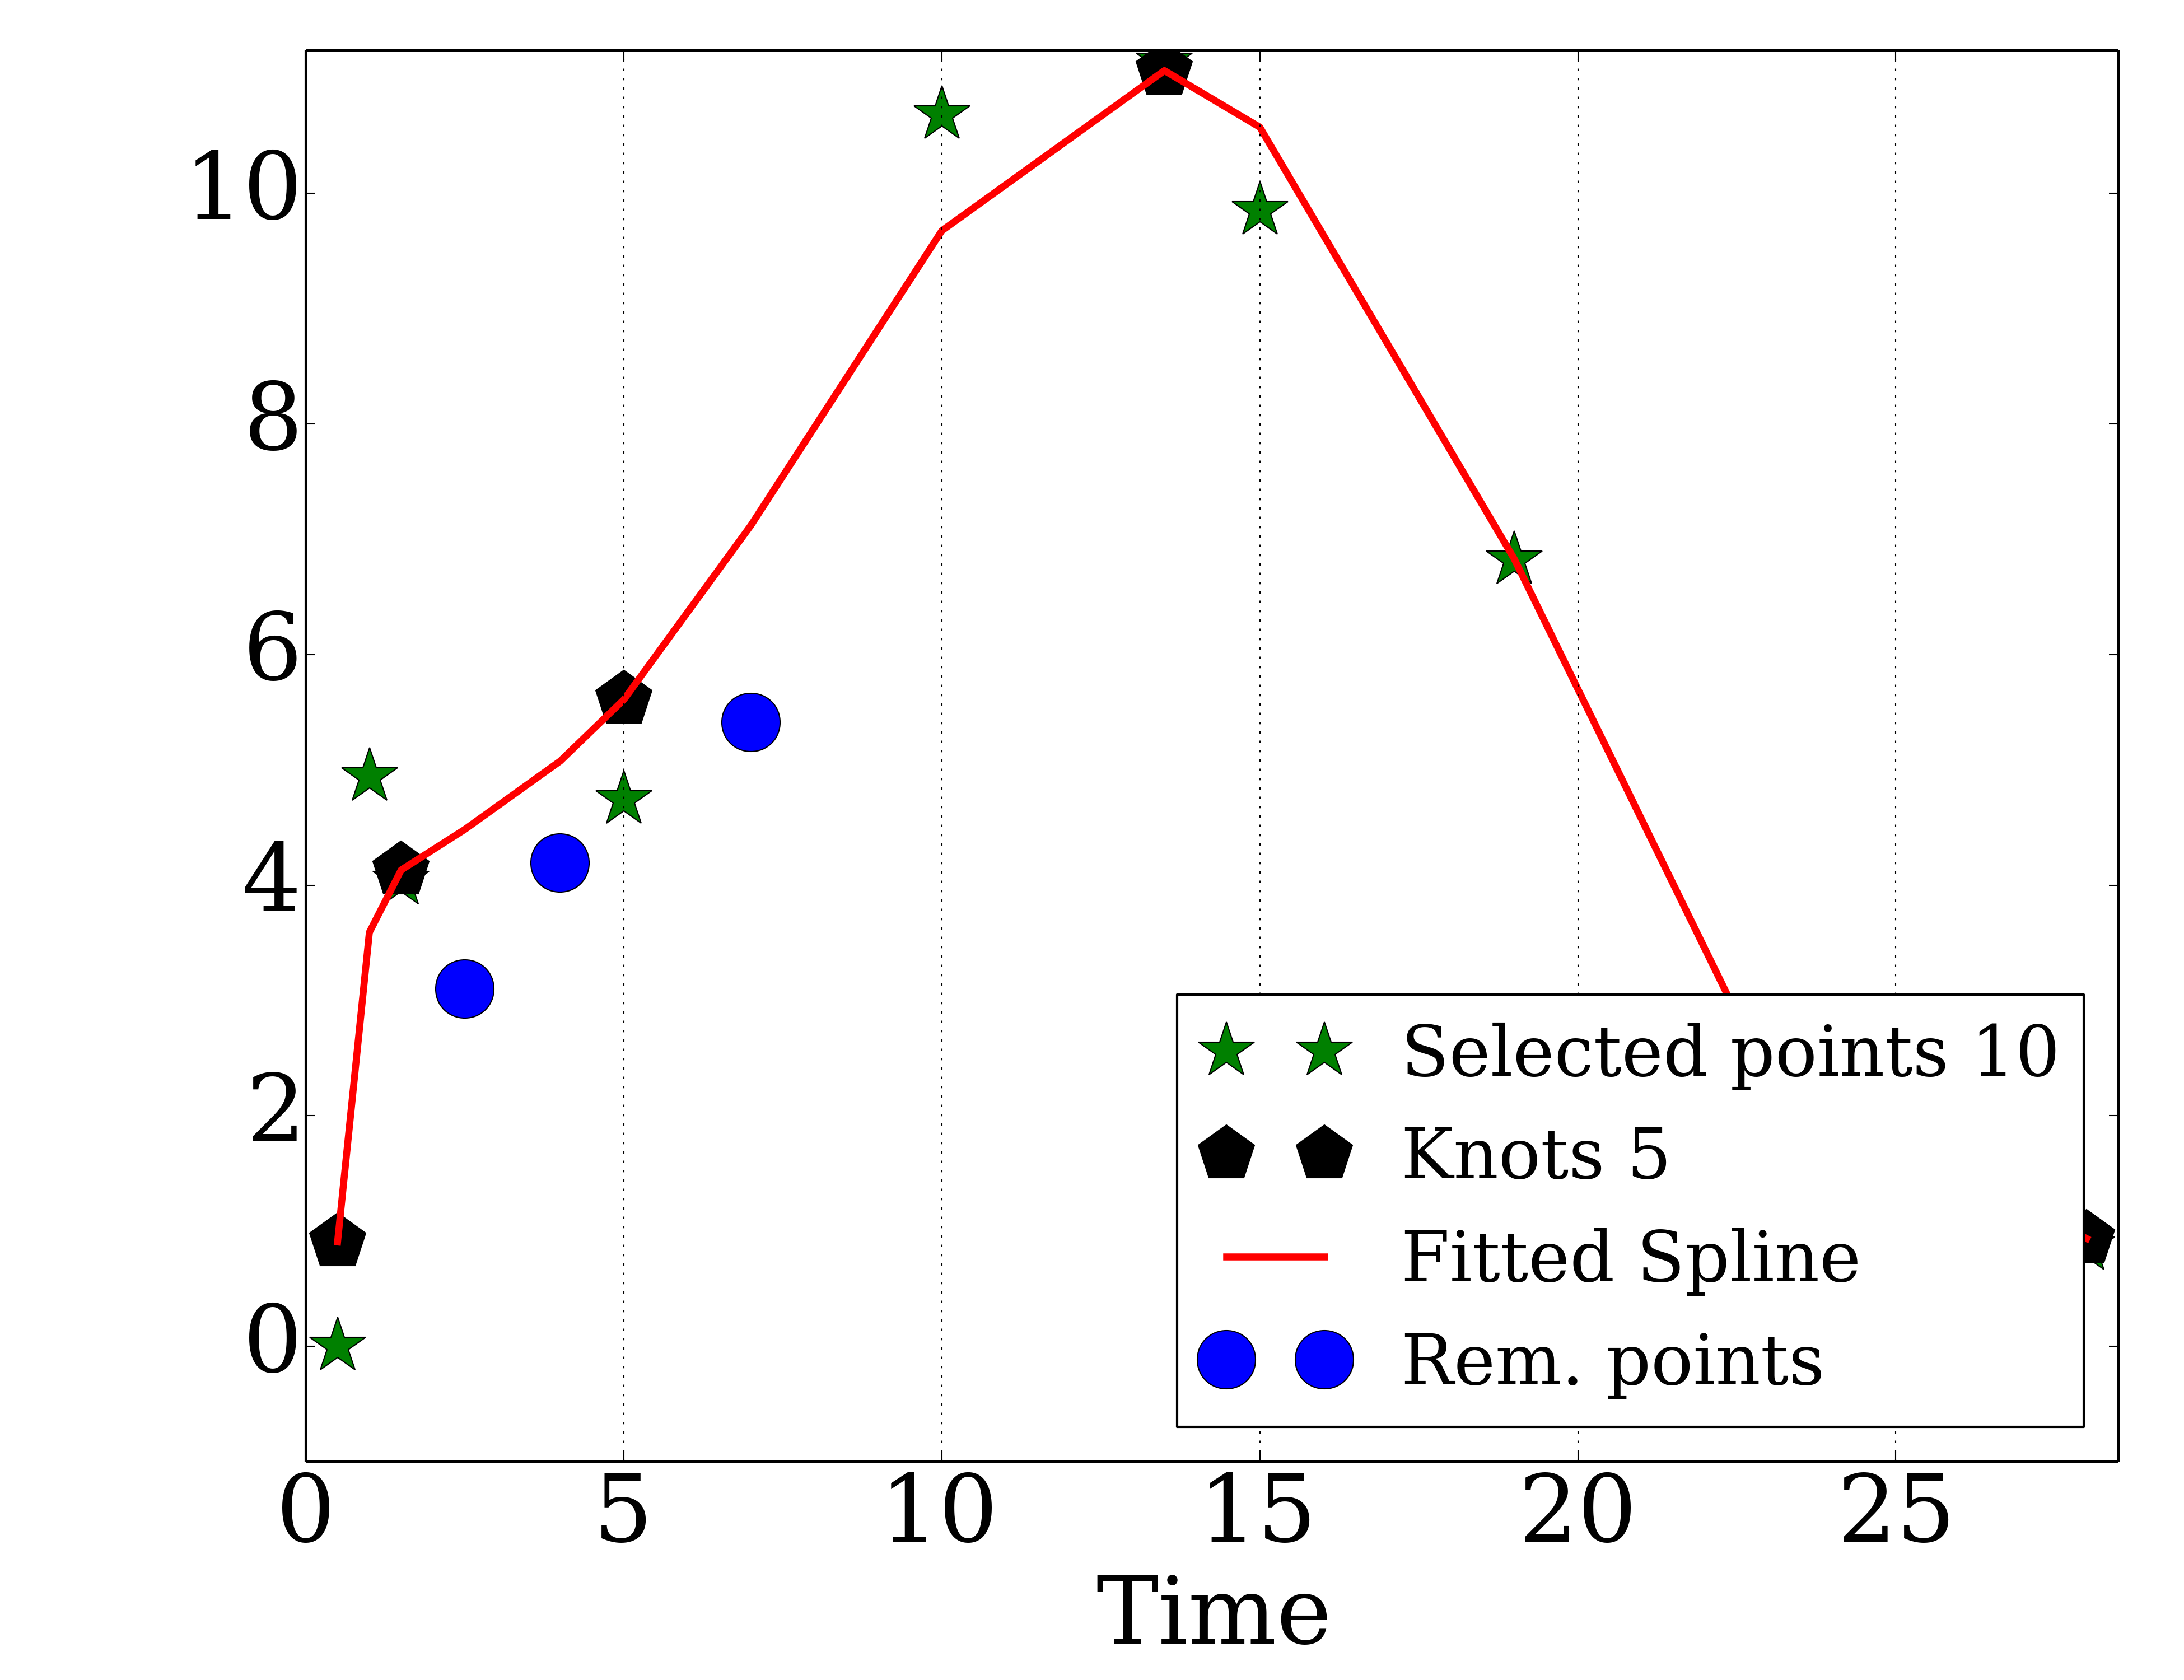 10
8
6
4
2
0
Selected points 10
Knots 5
Fitted Spline
Rem. points
0 5 10 15 20 25
Time